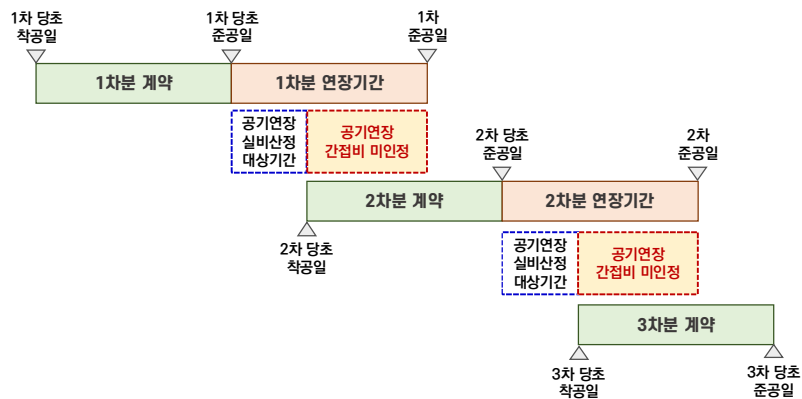 1차 당초
착공일
1차 당초
준공일
1차
준공일
1차분 계약
1차분 연장기간
공기연장
실비산정
대상기간
공기연장
간접비 미인정
2차 당초
준공일
2차
준공일
2차분 계약
2차분 연장기간
2차 당초
착공일
공기연장
실비산정
대상기간
공기연장
간접비 미인정
3차분 계약
3차 당초
착공일
3차 당초
준공일